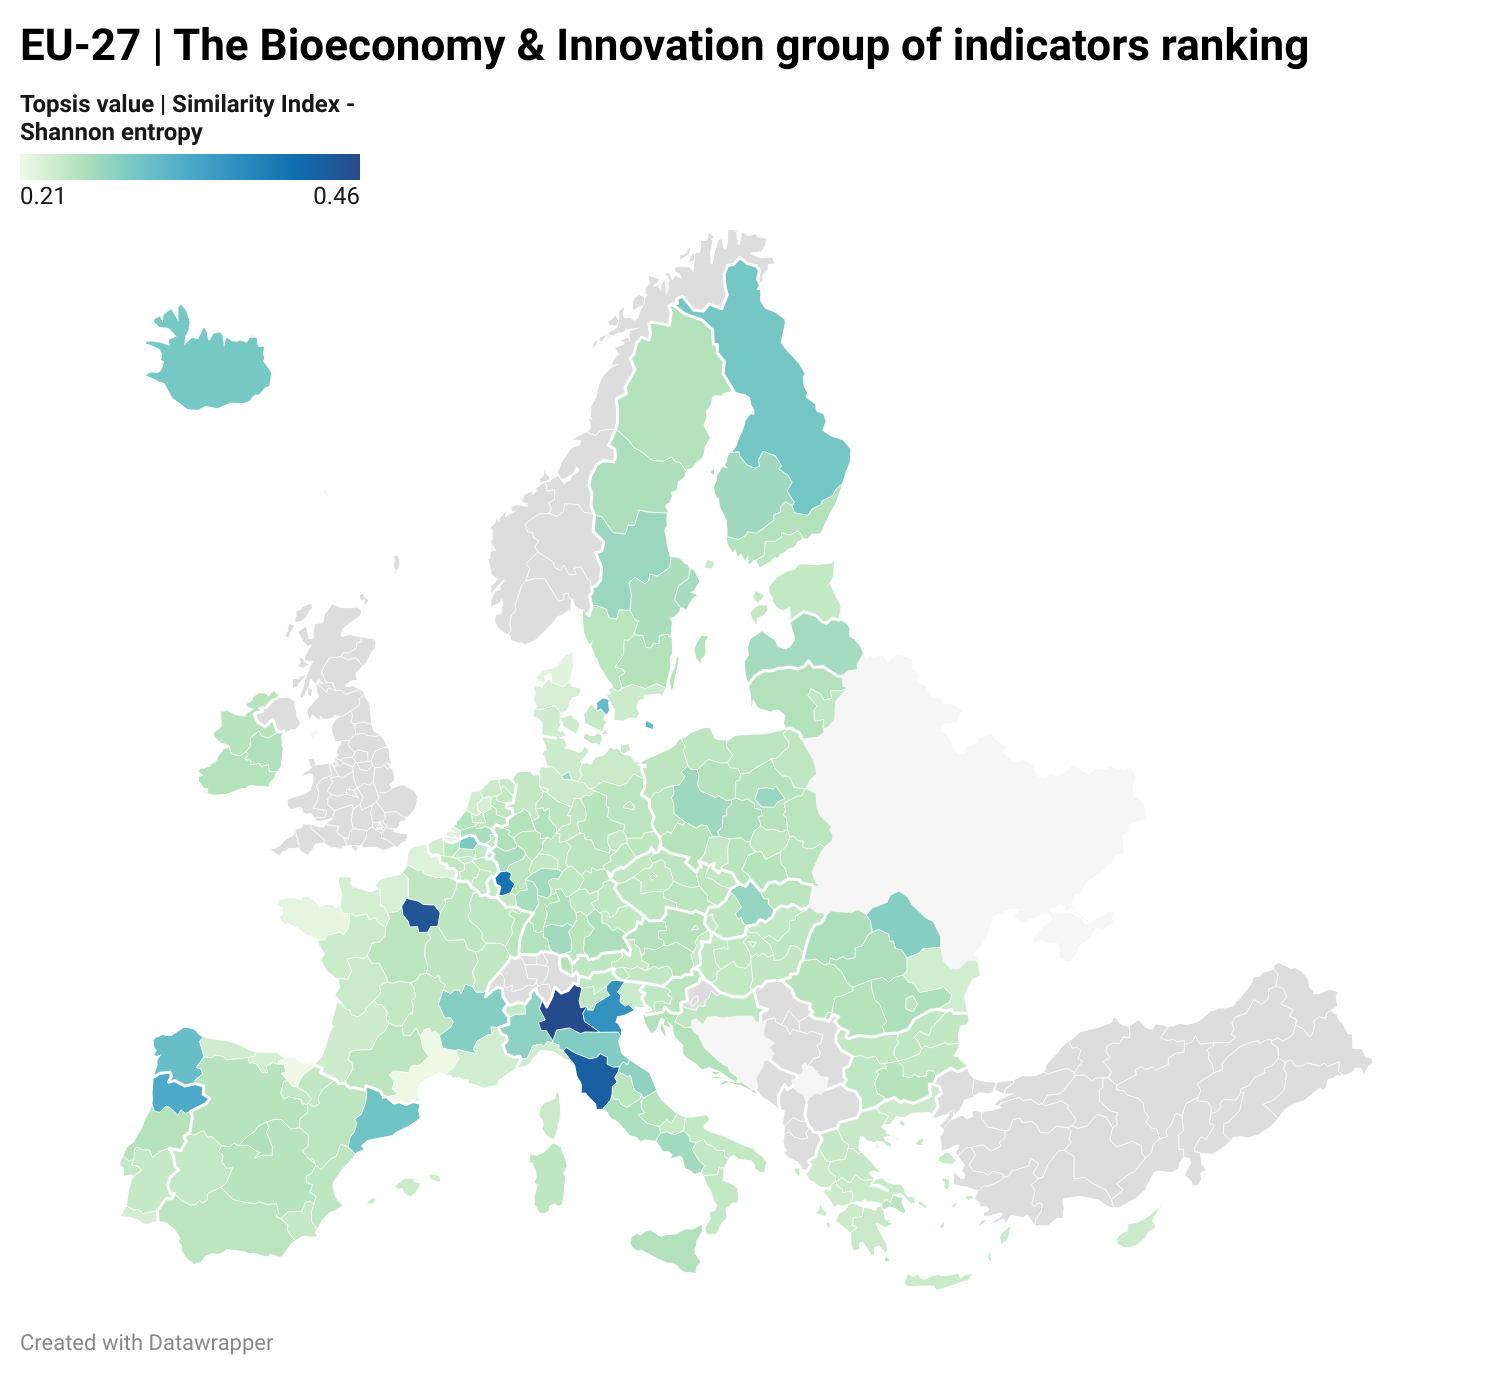 EU-27 | The Bioeconomy & Innovation group of indicators ranking
Topsis value | Similarity Index -
Shannon entropy
0.21 0.46
Created with Datawrapper